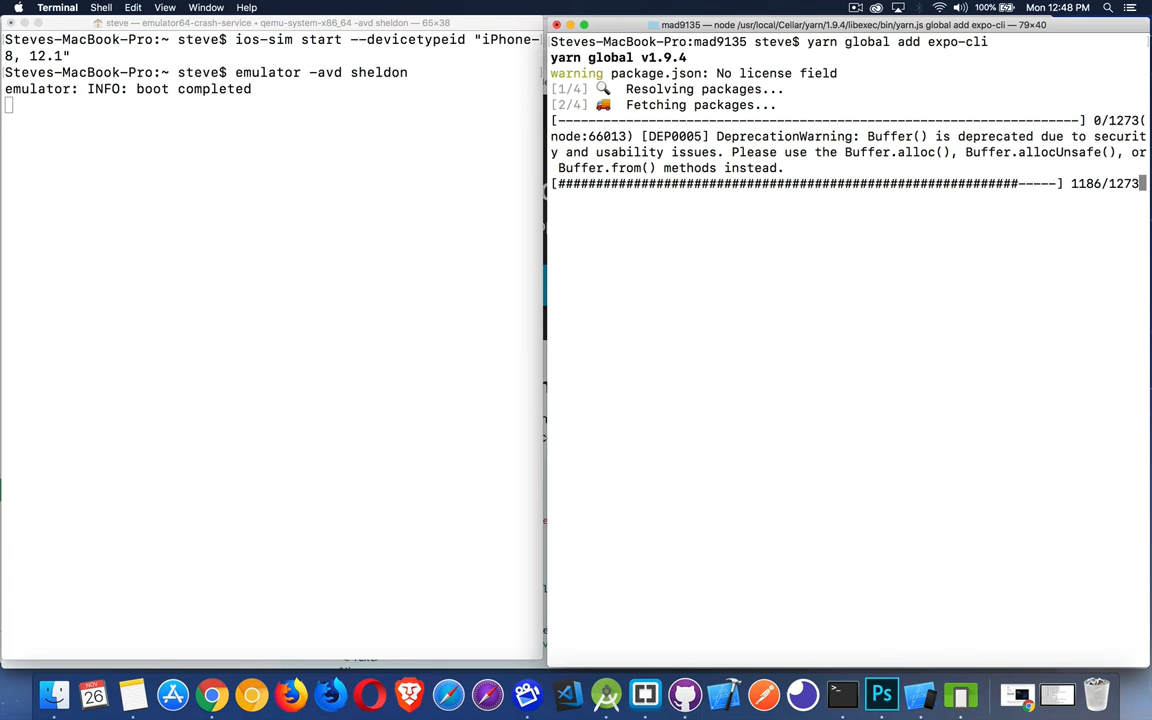 Terminal Shell Edit View Window Help 100% Mon 12:48 PM
steve — emulator64-crash-service • qemu-system-x86_64 -avd sheldon — 65×38
Steves-MacBook-Pro:~ steve$ ios-sim start --devicetypeid "iPhone-
8, 12.1"
Steves-MacBook-Pro:~ steve$ emulator -avd sheldon
emulator: INFO: boot completed
mad9135 — node /usr/local/Cellar/yarn/1.9.4/libexec/bin/yarn.js global add expo-cli — 79×40
Steves-MacBook-Pro:mad9135 steve$ yarn global add expo-cli
yarn global v1.9.4
warning package.json: No license field
[1/4] 🔍 Resolving packages...
[2/4] 🚚 Fetching packages...
[---------------------------------------------------------------------] 0/1273(
node:66013) [DEP0005] DeprecationWarning: Buffer() is deprecated due to securit
y and usability issues. Please use the Buffer.alloc(), Buffer.allocUnsafe(), or
Buffer.from() methods instead.
[#############################################################-----] 1186/1273
NOV
26
Ps